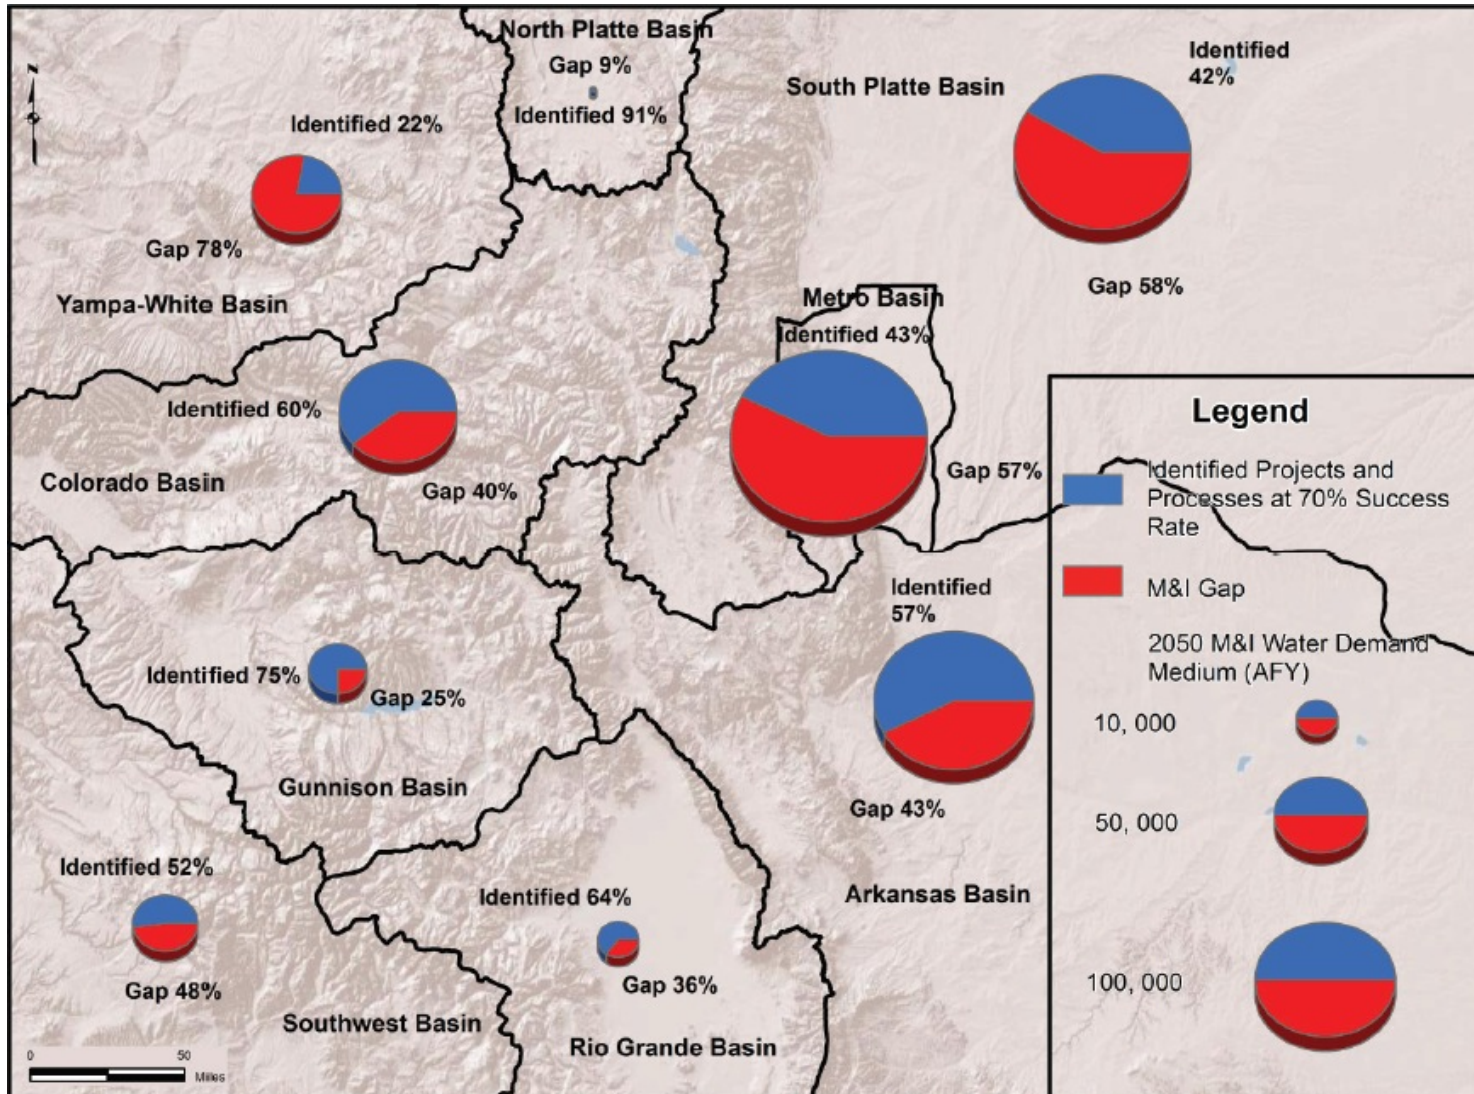 North Platte Basin
Gap 9%
Identified 91%
South Platte Basin
Identified
42%
Gap 58%
N
Identified 22%
Gap 78%
Yampa-White Basin
Metro Basin
Identified 43%
Gap 57%
Identified 60%
Gap 40%
Colorado Basin
Identified
57%
Gap 43%
Arkansas Basin
Identified 75%
Gap 25%
Gunnison Basin
Identified 52%
Gap 48%
Southwest Basin
Identified 64%
Gap 36%
Rio Grande Basin
0 50
Miles
Legend
Identified Projects and
Processes at 70% Success
Rate
M&I Gap
2050 M&I Water Demand
Medium (AFY)
10, 000
50, 000
100, 000